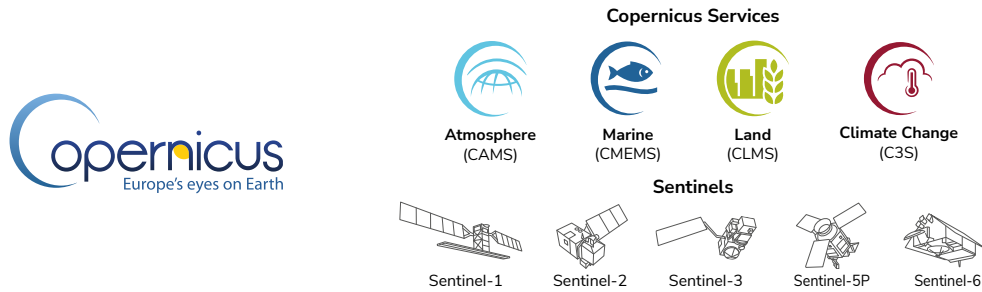 Copernicus
Europe's eyes on Earth
Copernicus Services
Atmosphere
(CAMS)
Marine
(CMEMS)
Land
(CLMS)
Climate Change
(C3S)
Sentinels
Sentinel-1
Sentinel-2
Sentinel-3
Sentinel-5P
Sentinel-6